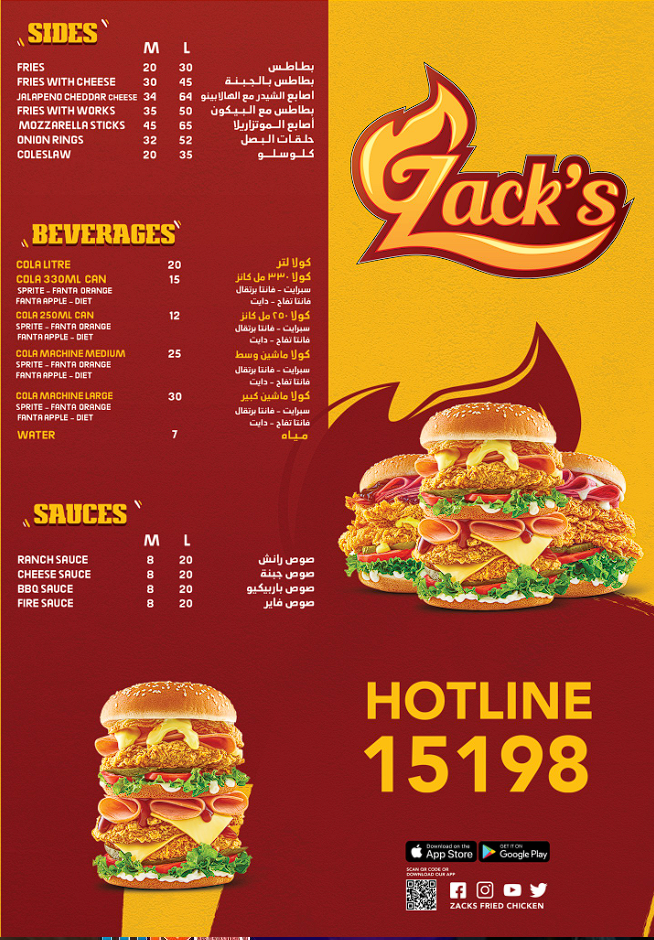 SIDES
M L
FRIES 20 30 بطاطس
FRIES WITH CHEESE 30 45 بطاطس بالجبنة
JALAPENO CHEDDAR CHEESE 34 64 اصابع الشيدر مع الهالابينو
FRIES WITH WORKS 35 50 بطاطس مع البيكون
MOZZARELLA STICKS 45 65 أصابع الموتزاريلا
ONION RINGS 32 52 حلقات البصل
COLESLAW 20 35 كلوسلو
BEVERAGES
COLA LITRE 20 كولا لتر
COLA 330ML CAN 15 كولا ٣٣٠ مل كانز
SPRITE - FANTA ORANGE سبرايت - فانتا برتقال
FANTA APPLE - DIET فانتا تفاح - دايت
COLA 250ML CAN 12 كولا ٢٥٠ مل كانز
SPRITE - FANTA ORANGE سبرايت - فانتا برتقال
FANTA APPLE - DIET فانتا تفاح - دايت
COLA MACHINE MEDIUM 25 كولا ماشين وسط
SPRITE - FANTA ORANGE سبرايت - فانتا برتقال
FANTA APPLE - DIET فانتا تفاح - دايت
COLA MACHINE LARGE 30 كولا ماشين كبير
SPRITE - FANTA ORANGE سبرايت - فانتا برتقال
FANTA APPLE - DIET فانتا تفاح - دايت
WATER 7 مياه
SAUCES
M L
RANCH SAUCE 8 20 صوص رانش
CHEESE SAUCE 8 20 صوص جبنة
BBQ SAUCE 8 20 صوص باربيكيو
FIRE SAUCE 8 20 صوص فاير
Zack's
HOTLINE
15198
Download on the App Store
GET IT ON Google Play
SCAN QR CODE OR
DOWNLOAD OUR APP
ZACKS FRIED CHICKEN